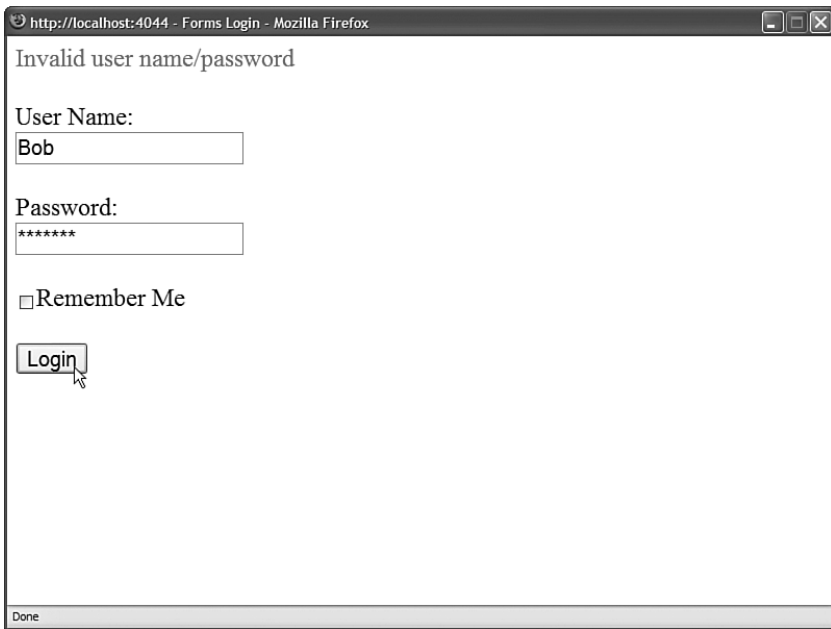 http://localhost:4044 - Forms Login - Mozilla Firefox
Invalid user name/password
User Name:
Bob
Password:
*******
Remember Me
Login
Done